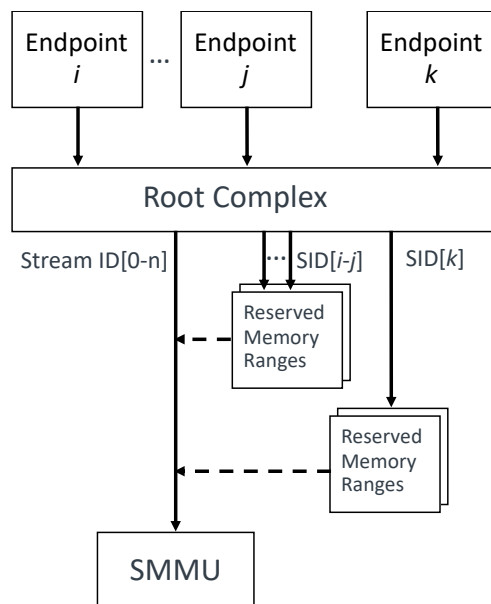 Endpoint
i
...
Endpoint
j
Endpoint
k
Root Complex
Stream ID[0-n]
...
SID[i-j]
SID[k]
Reserved
Memory
Ranges
Reserved
Memory
Ranges
SMMU